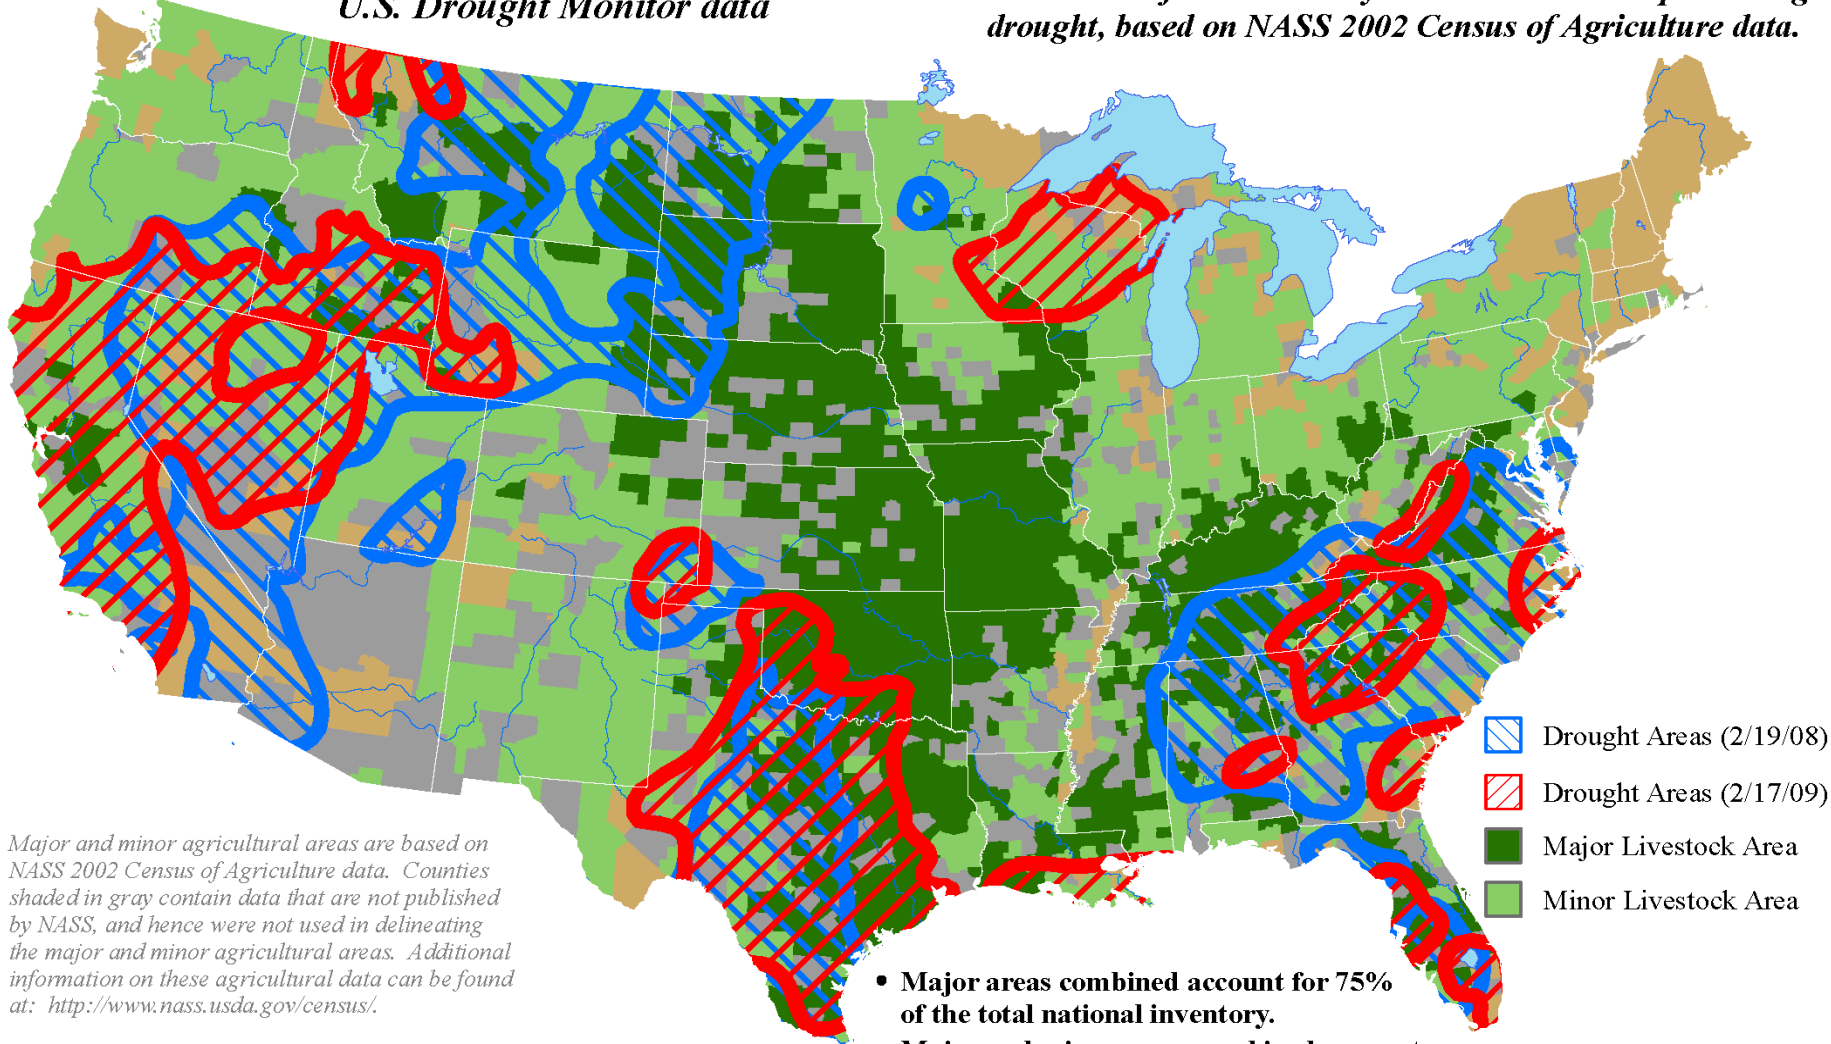 U.S. Drought Monitor data
drought, based on NASS 2002 Census of Agriculture data.
Drought Areas (2/19/08)
Drought Areas (2/17/09)
Major Livestock Area
Minor Livestock Area
Major and minor agricultural areas are based on
NASS 2002 Census of Agriculture data. Counties
shaded in gray contain data that are not published
by NASS, and hence were not used in delineating
the major and minor agricultural areas. Additional
information on these agricultural data can be found
at: http://www.nass.usda.gov/census/.
• Major areas combined account for 75%
of the total national inventory.